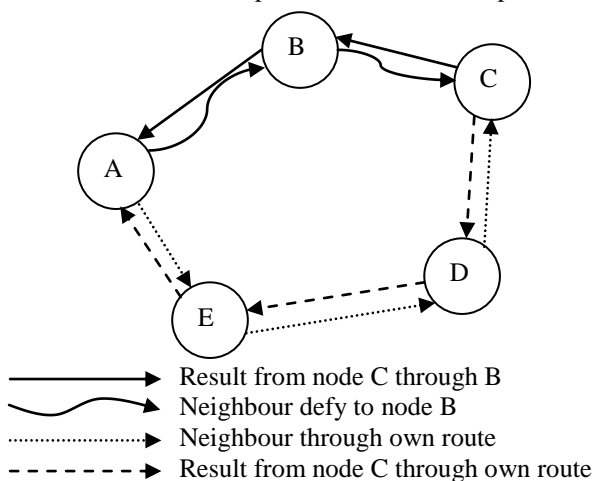 B
C
A
D
E
Result from node C through B
Neighbour defy to node B
Neighbour through own route
Result from node C through own route